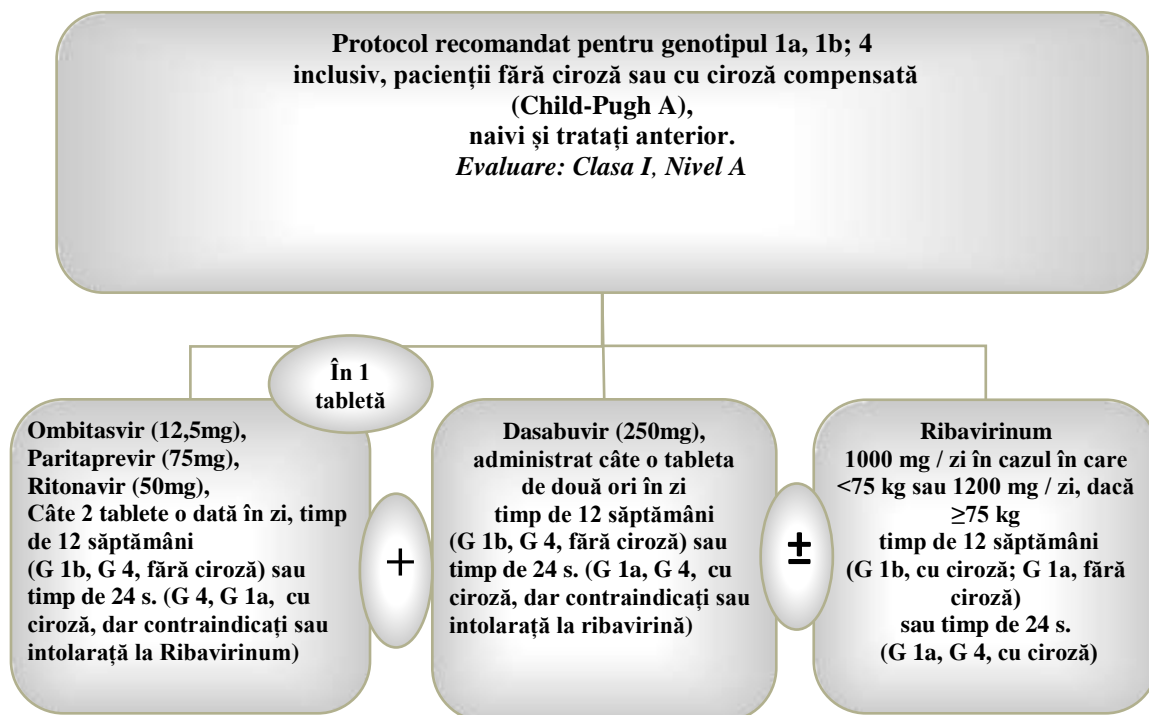 Protocol recomandat pentru genotipul 1a, 1b; 4
inclusiv, pacienții fără ciroză sau cu ciroză compensată
(Child-Pugh A),
naivi și tratați anterior.
Evaluare: Clasa I, Nivel A
În 1
tabletă
Ombitasvir (12,5mg),
Paritaprevir (75mg),
Ritonavir (50mg),
Câte 2 tablete o dată în zi, timp
de 12 săptămâni
(G 1b, G 4, fără ciroză) sau
timp de 24 s. (G 4, G 1a, cu
ciroză, dar contraindicați sau
intolarață la Ribavirinum)
+
Dasabuvir (250mg),
administrat câte o tableta
de două ori în zi
timp de 12 săptămâni
(G 1b, G 4, fără ciroză) sau
timp de 24 s. (G 1a, G 4, cu
ciroză, dar contraindicați sau
intolarață la ribavirină)
±
Ribavirinum
1000 mg / zi în cazul în care
<75 kg sau 1200 mg / zi, dacă
≥75 kg
timp de 12 săptămâni
(G 1b, cu ciroză; G 1a, fără
ciroză)
sau timp de 24 s.
(G 1a, G 4, cu ciroză)